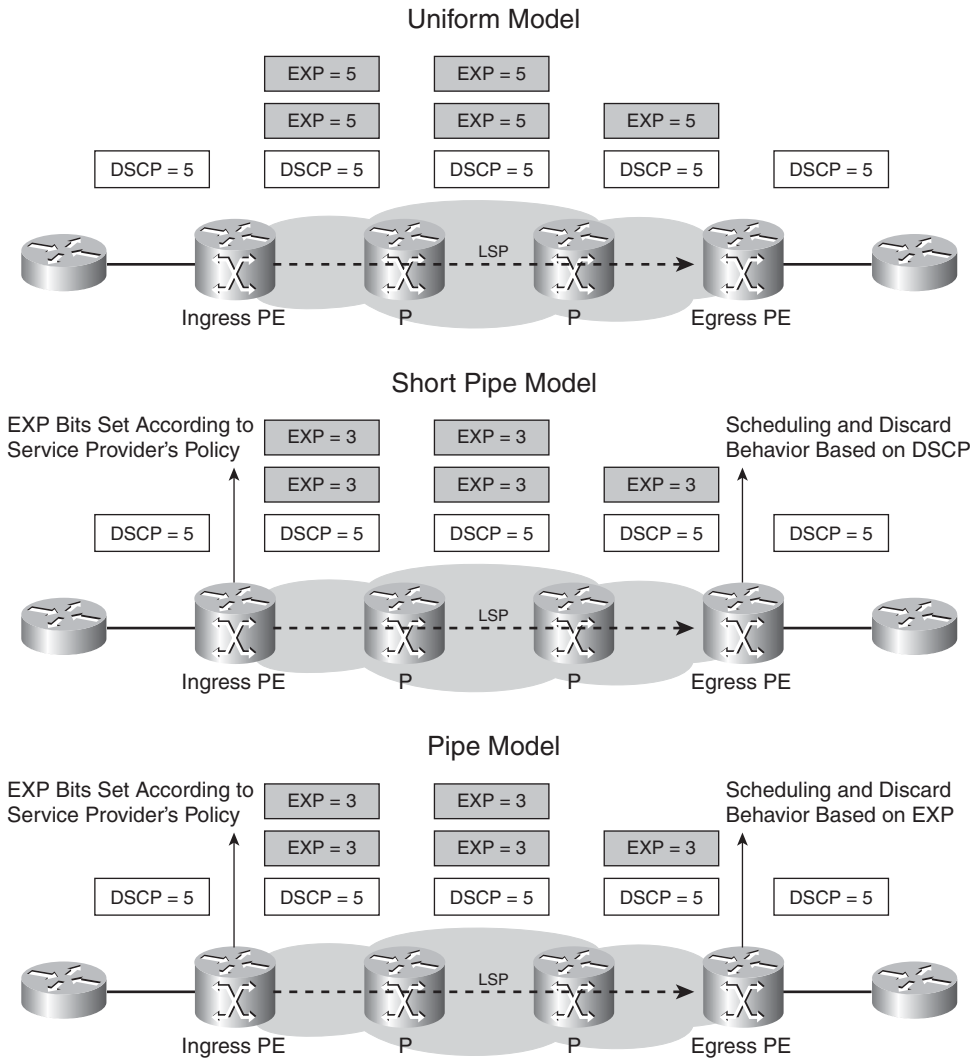 Uniform Model
EXP = 5 EXP = 5
EXP = 5 EXP = 5 EXP = 5
DSCP = 5 DSCP = 5 DSCP = 5 DSCP = 5 DSCP = 5
LSP
Ingress PE P P Egress PE
Short Pipe Model
EXP Bits Set According to
Service Provider's Policy
EXP = 3 EXP = 3
Scheduling and Discard
Behavior Based on DSCP
EXP = 3 EXP = 3 EXP = 3
DSCP = 5 DSCP = 5 DSCP = 5 DSCP = 5 DSCP = 5
LSP
Ingress PE P P Egress PE
Pipe Model
EXP Bits Set According to
Service Provider's Policy
EXP = 3 EXP = 3
Scheduling and Discard
Behavior Based on EXP
EXP = 3 EXP = 3 EXP = 3
DSCP = 5 DSCP = 5 DSCP = 5 DSCP = 5 DSCP = 5
LSP
Ingress PE P P Egress PE